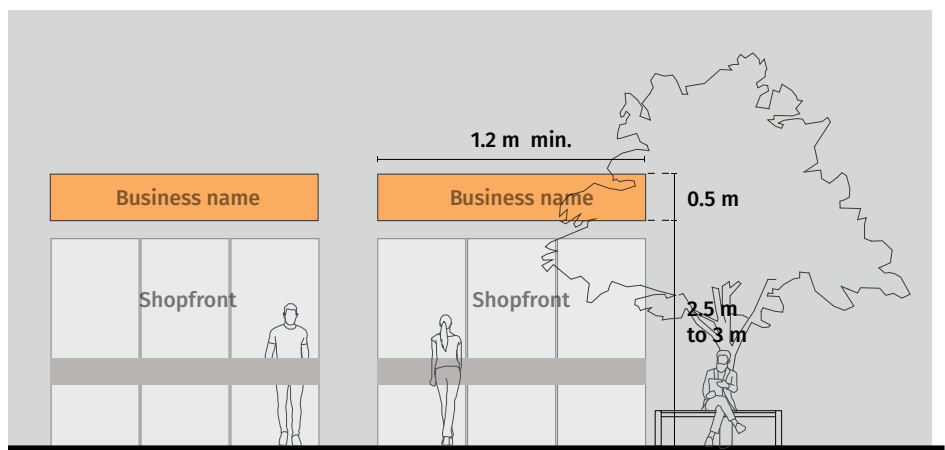 1.2 m  min.
Business name
Business name
0.5 m
Shopfront
Shopfront
2.5 m
to 3 m